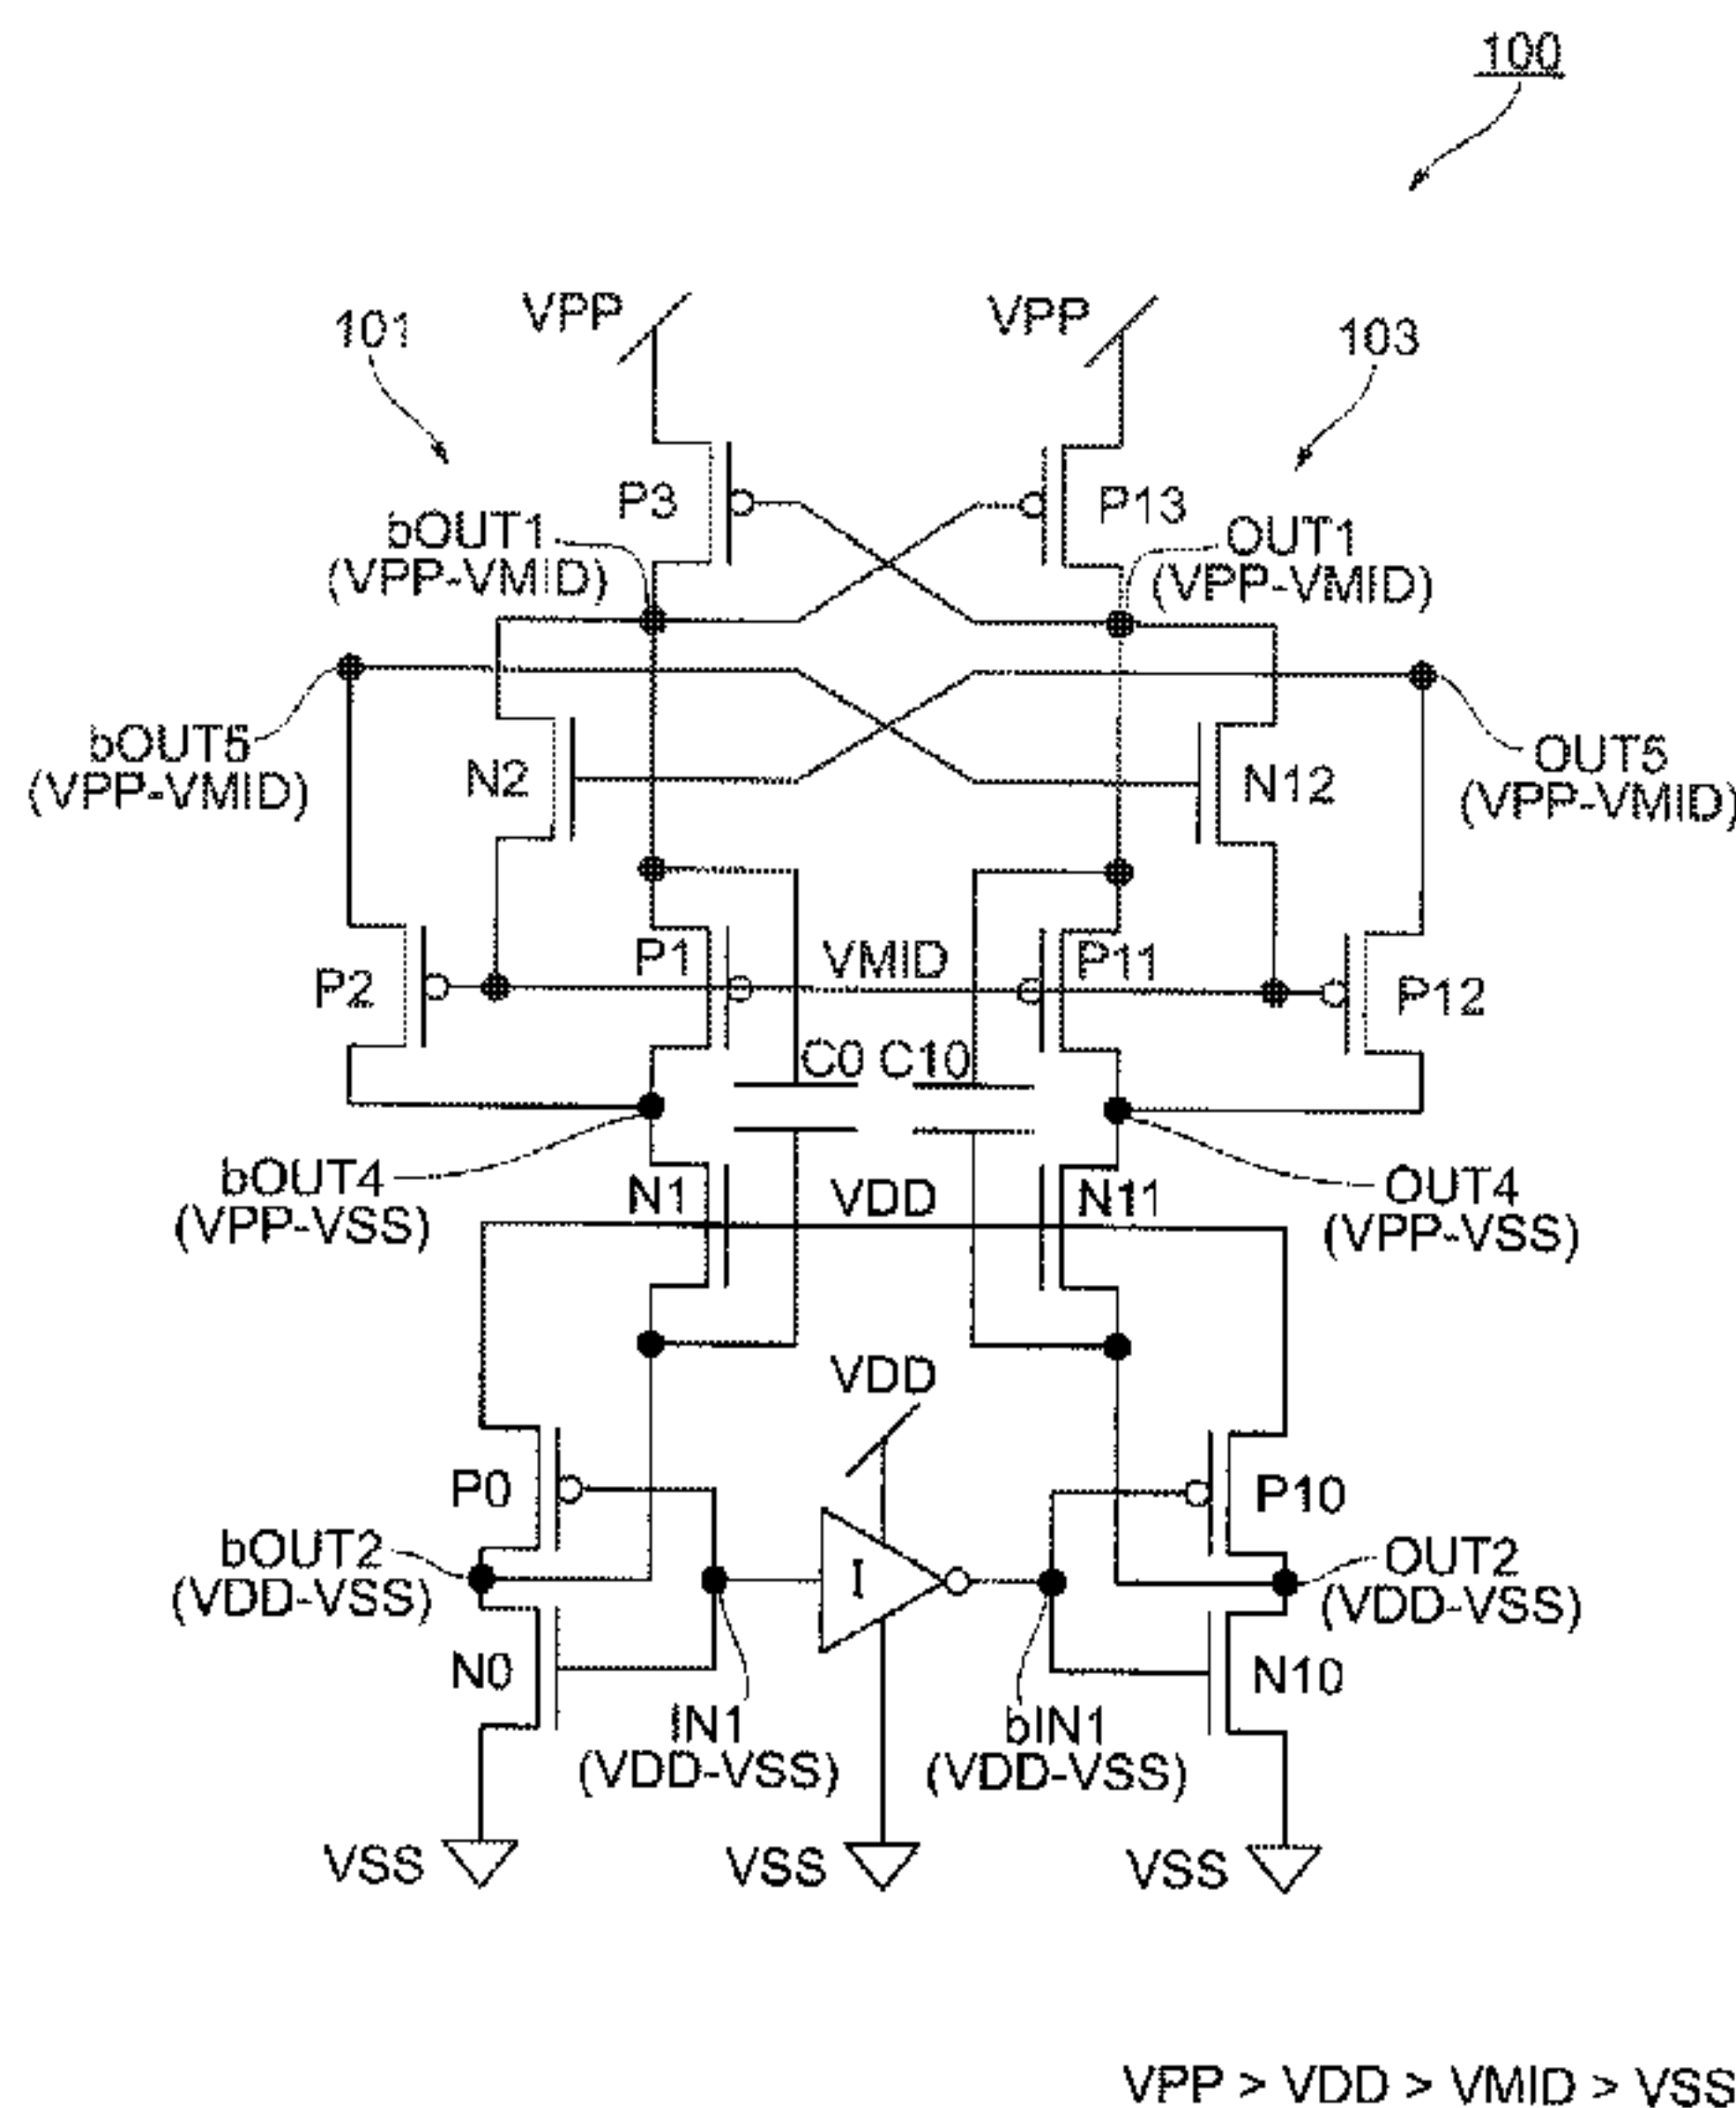 100
VPP
VPP
101
103
P3
P13
bOUT1
(VPP-VMID)
OUT1
(VPP-VMID)
bOUT5
(VPP-VMID)
N2
N12
OUT5
(VPP-VMID)
P2
P1
VMID
P11
P12
C0
C10
bOUT4
(VPP-VSS)
N1
VDD
N11
OUT4
(VPP-VSS)
VDD
P0
P10
bOUT2
(VDD-VSS)
I
OUT2
(VDD-VSS)
N0
N10
IN1
(VDD-VSS)
bIN1
(VDD-VSS)
VSS
VSS
VSS
VPP > VDD > VMID > VSS